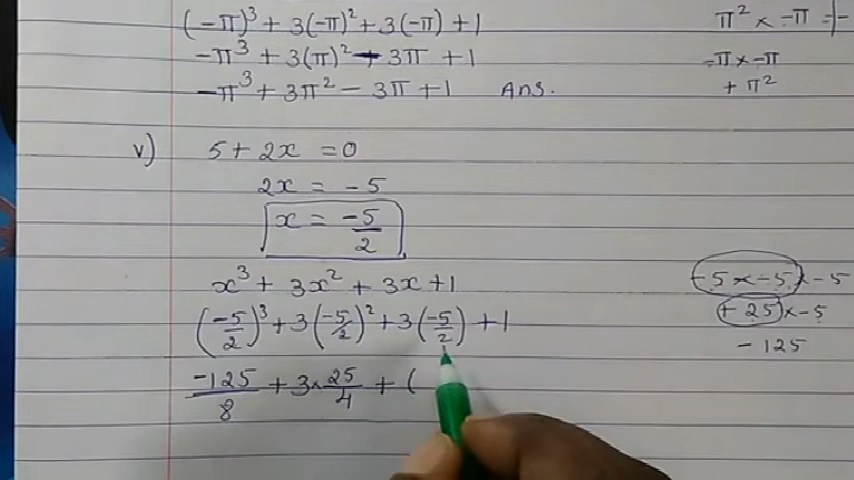 (-π)³ + 3(-π)² + 3(-π) + 1
-π³ + 3(π)² - 3π + 1
-π³ + 3π² - 3π + 1 Ans.
π² × -π = -
-π × -π
+ π²
v) 5 + 2x = 0
2x = -5
x = -5/2
x³ + 3x² + 3x + 1
(-5/2)³ + 3(-5/2)² + 3(-5/2) + 1
-125/8 + 3×25/4 + (
-5 × -5 × -5
+ 25 × -5
- 125